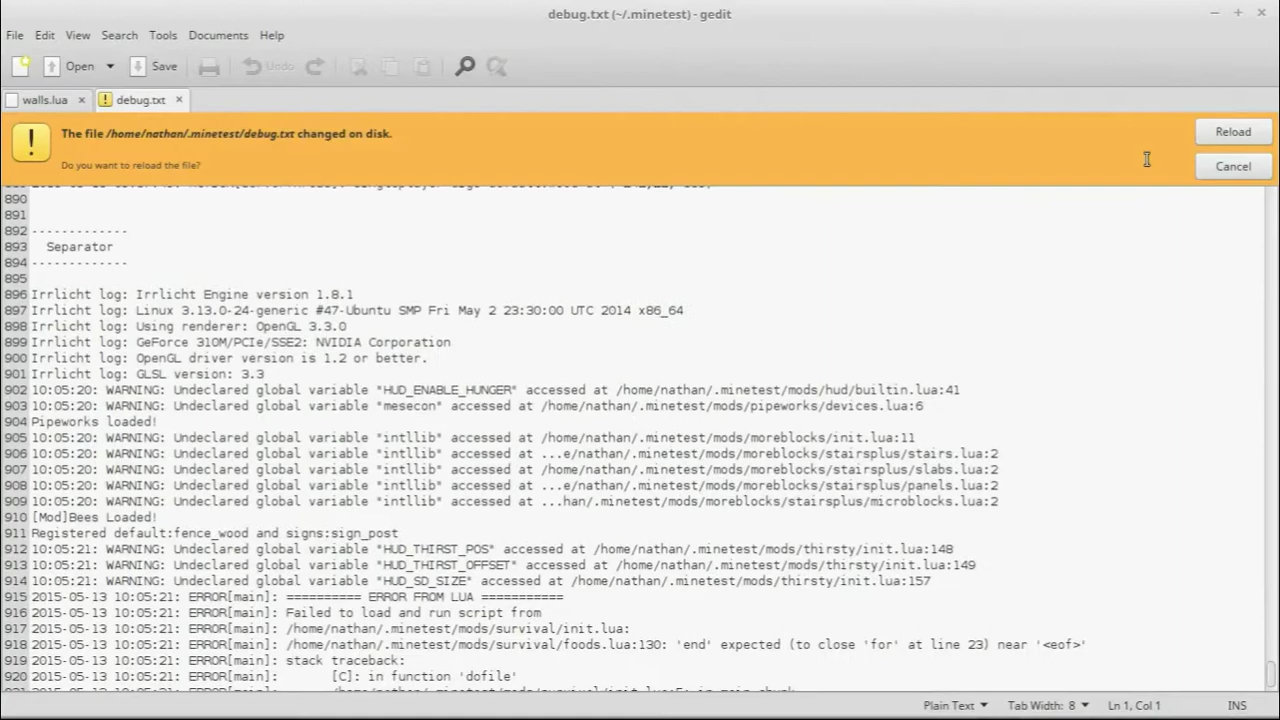 debug.txt (~/.minetest) - gedit
File Edit View Search Tools Documents Help
Open Save Undo
walls.lua debug.txt
The file /home/nathan/.minetest/debug.txt changed on disk.
Reload
Do you want to reload the file?
Cancel
890
891
892 -------------
893   Separator
894 -------------
895
896 Irrlicht log: Irrlicht Engine version 1.8.1
897 Irrlicht log: Linux 3.13.0-24-generic #47-Ubuntu SMP Fri May 2 23:30:00 UTC 2014 x86_64
898 Irrlicht log: Using renderer: OpenGL 3.3.0
899 Irrlicht log: GeForce 310M/PCIe/SSE2: NVIDIA Corporation
900 Irrlicht log: OpenGL driver version is 1.2 or better.
901 Irrlicht log: GLSL version: 3.3
902 10:05:20: WARNING: Undeclared global variable "HUD_ENABLE_HUNGER" accessed at /home/nathan/.minetest/mods/hud/builtin.lua:41
903 10:05:20: WARNING: Undeclared global variable "mesecon" accessed at /home/nathan/.minetest/mods/pipeworks/devices.lua:6
904 Pipeworks loaded!
905 10:05:20: WARNING: Undeclared global variable "intllib" accessed at /home/nathan/.minetest/mods/moreblocks/init.lua:11
906 10:05:20: WARNING: Undeclared global variable "intllib" accessed at ...e/nathan/.minetest/mods/moreblocks/stairsplus/stairs.lua:2
907 10:05:20: WARNING: Undeclared global variable "intllib" accessed at /home/nathan/.minetest/mods/moreblocks/stairsplus/slabs.lua:2
908 10:05:20: WARNING: Undeclared global variable "intllib" accessed at ...e/nathan/.minetest/mods/moreblocks/stairsplus/panels.lua:2
909 10:05:20: WARNING: Undeclared global variable "intllib" accessed at ...han/.minetest/mods/moreblocks/stairsplus/microblocks.lua:2
910 [Mod]Bees Loaded!
911 Registered default:fence_wood and signs:sign_post
912 10:05:21: WARNING: Undeclared global variable "HUD_THIRST_POS" accessed at /home/nathan/.minetest/mods/thirsty/init.lua:148
913 10:05:21: WARNING: Undeclared global variable "HUD_THIRST_OFFSET" accessed at /home/nathan/.minetest/mods/thirsty/init.lua:149
914 10:05:21: WARNING: Undeclared global variable "HUD_SD_SIZE" accessed at /home/nathan/.minetest/mods/thirsty/init.lua:157
915 2015-05-13 10:05:21: ERROR[main]: ========== ERROR FROM LUA ===========
916 2015-05-13 10:05:21: ERROR[main]: Failed to load and run script from
917 2015-05-13 10:05:21: ERROR[main]: /home/nathan/.minetest/mods/survival/init.lua:
918 2015-05-13 10:05:21: ERROR[main]: /home/nathan/.minetest/mods/survival/foods.lua:130: 'end' expected (to close 'for' at line 23) near '<eof>'
919 2015-05-13 10:05:21: ERROR[main]: stack traceback:
920 2015-05-13 10:05:21: ERROR[main]:       [C]: in function 'dofile'
Plain Text Tab Width: 8 Ln 1, Col 1 INS